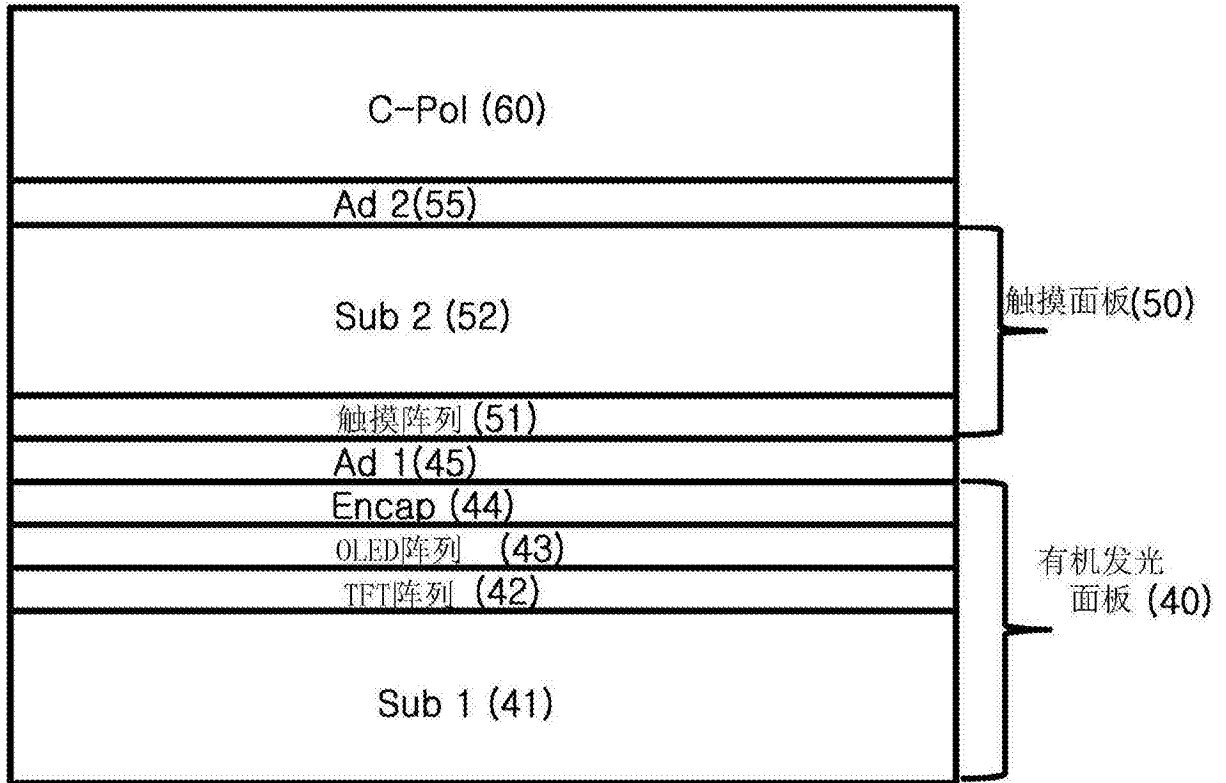 C-Pol (60)
Ad 2(55)
Sub 2 (52)
触摸面板(50)
触摸阵列 (51)
Ad 1(45)
Encap (44)
OLED阵列 (43)
TFT阵列 (42)
有机发光
面板 (40)
Sub 1 (41)